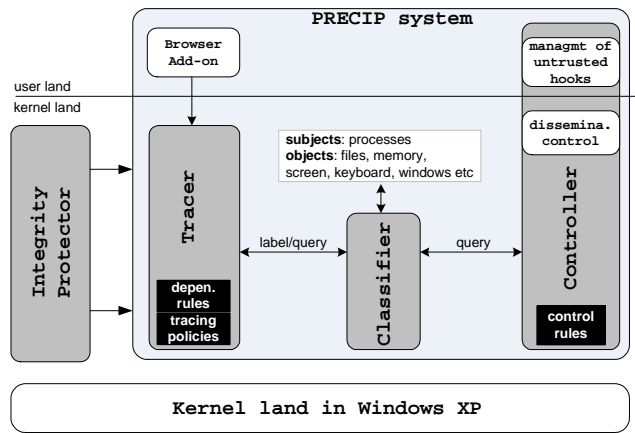 PRECIP system
Browser
Add-on
managmt of
untrusted
hooks
user land
kernel land
dissemina.
control
subjects: processes
objects: files, memory,
screen, keyboard, windows etc
Integrity
Protector
Tracer
label/query
Classifier
query
Controller
depen.
rules
tracing
policies
control
rules
Kernel land in Windows XP